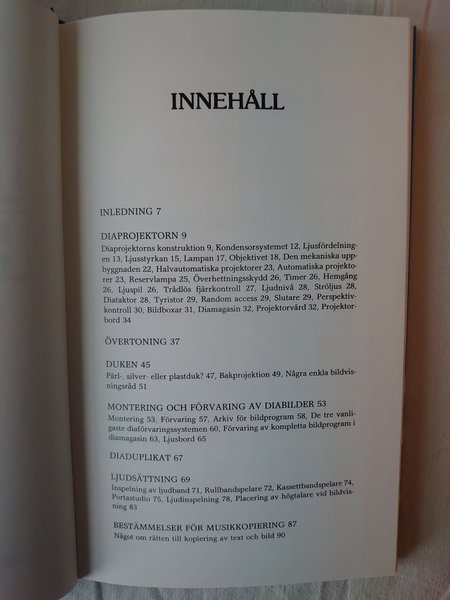 INNEHÅLL
INLEDNING 7
DIAPROJEKTORN 9
Diaprojektorns konstruktion 9, Kondensorsystemet 12, Ljusfördelning-
en 13, Ljusstyrkan 15, Lampan 17, Objektivet 18, Den mekaniska upp-
byggnaden 22, Halvautomatiska projektorer 23, Automatiska projekto-
rer 23, Reservlampa 25, Överhettningsskydd 26, Timer 26, Hemgång
26, Ljuspil 26, Trådlös fjärrkontroll 27, Ljudnivå 28, Ströljus 28,
Diataktor 28, Tyristor 29, Random access 29, Slutare 29, Perspektiv-
kontroll 30, Bildboxar 31, Diamagasin 32, Projektorvård 32, Projektor-
bord 34
ÖVERTONING 37
DUKEN 45
Pärl-, silver- eller plastduk? 47, Bakprojektion 49, Några enkla bildvis-
ningsråd 51
MONTERING OCH FÖRVARING AV DIABILDER 53
Montering 53, Förvaring 57, Arkiv för bildprogram 58, De tre vanli-
gaste diaförvaringssystemen 60, Förvaring av kompletta bildprogram i
diamagasin 63, Ljusbord 65
DIADUPLIKAT 67
LJUDSÄTTNING 69
Inspelning av ljudband 71, Rullbandspelare 72, Kassettbandspelare 74,
Portastudio 75, Ljudinspelning 78, Placering av högtalare vid bildvis-
ning 83
BESTÄMMELSER FÖR MUSIKKOPIERING 87
Något om rätten till kopiering av text och bild 90